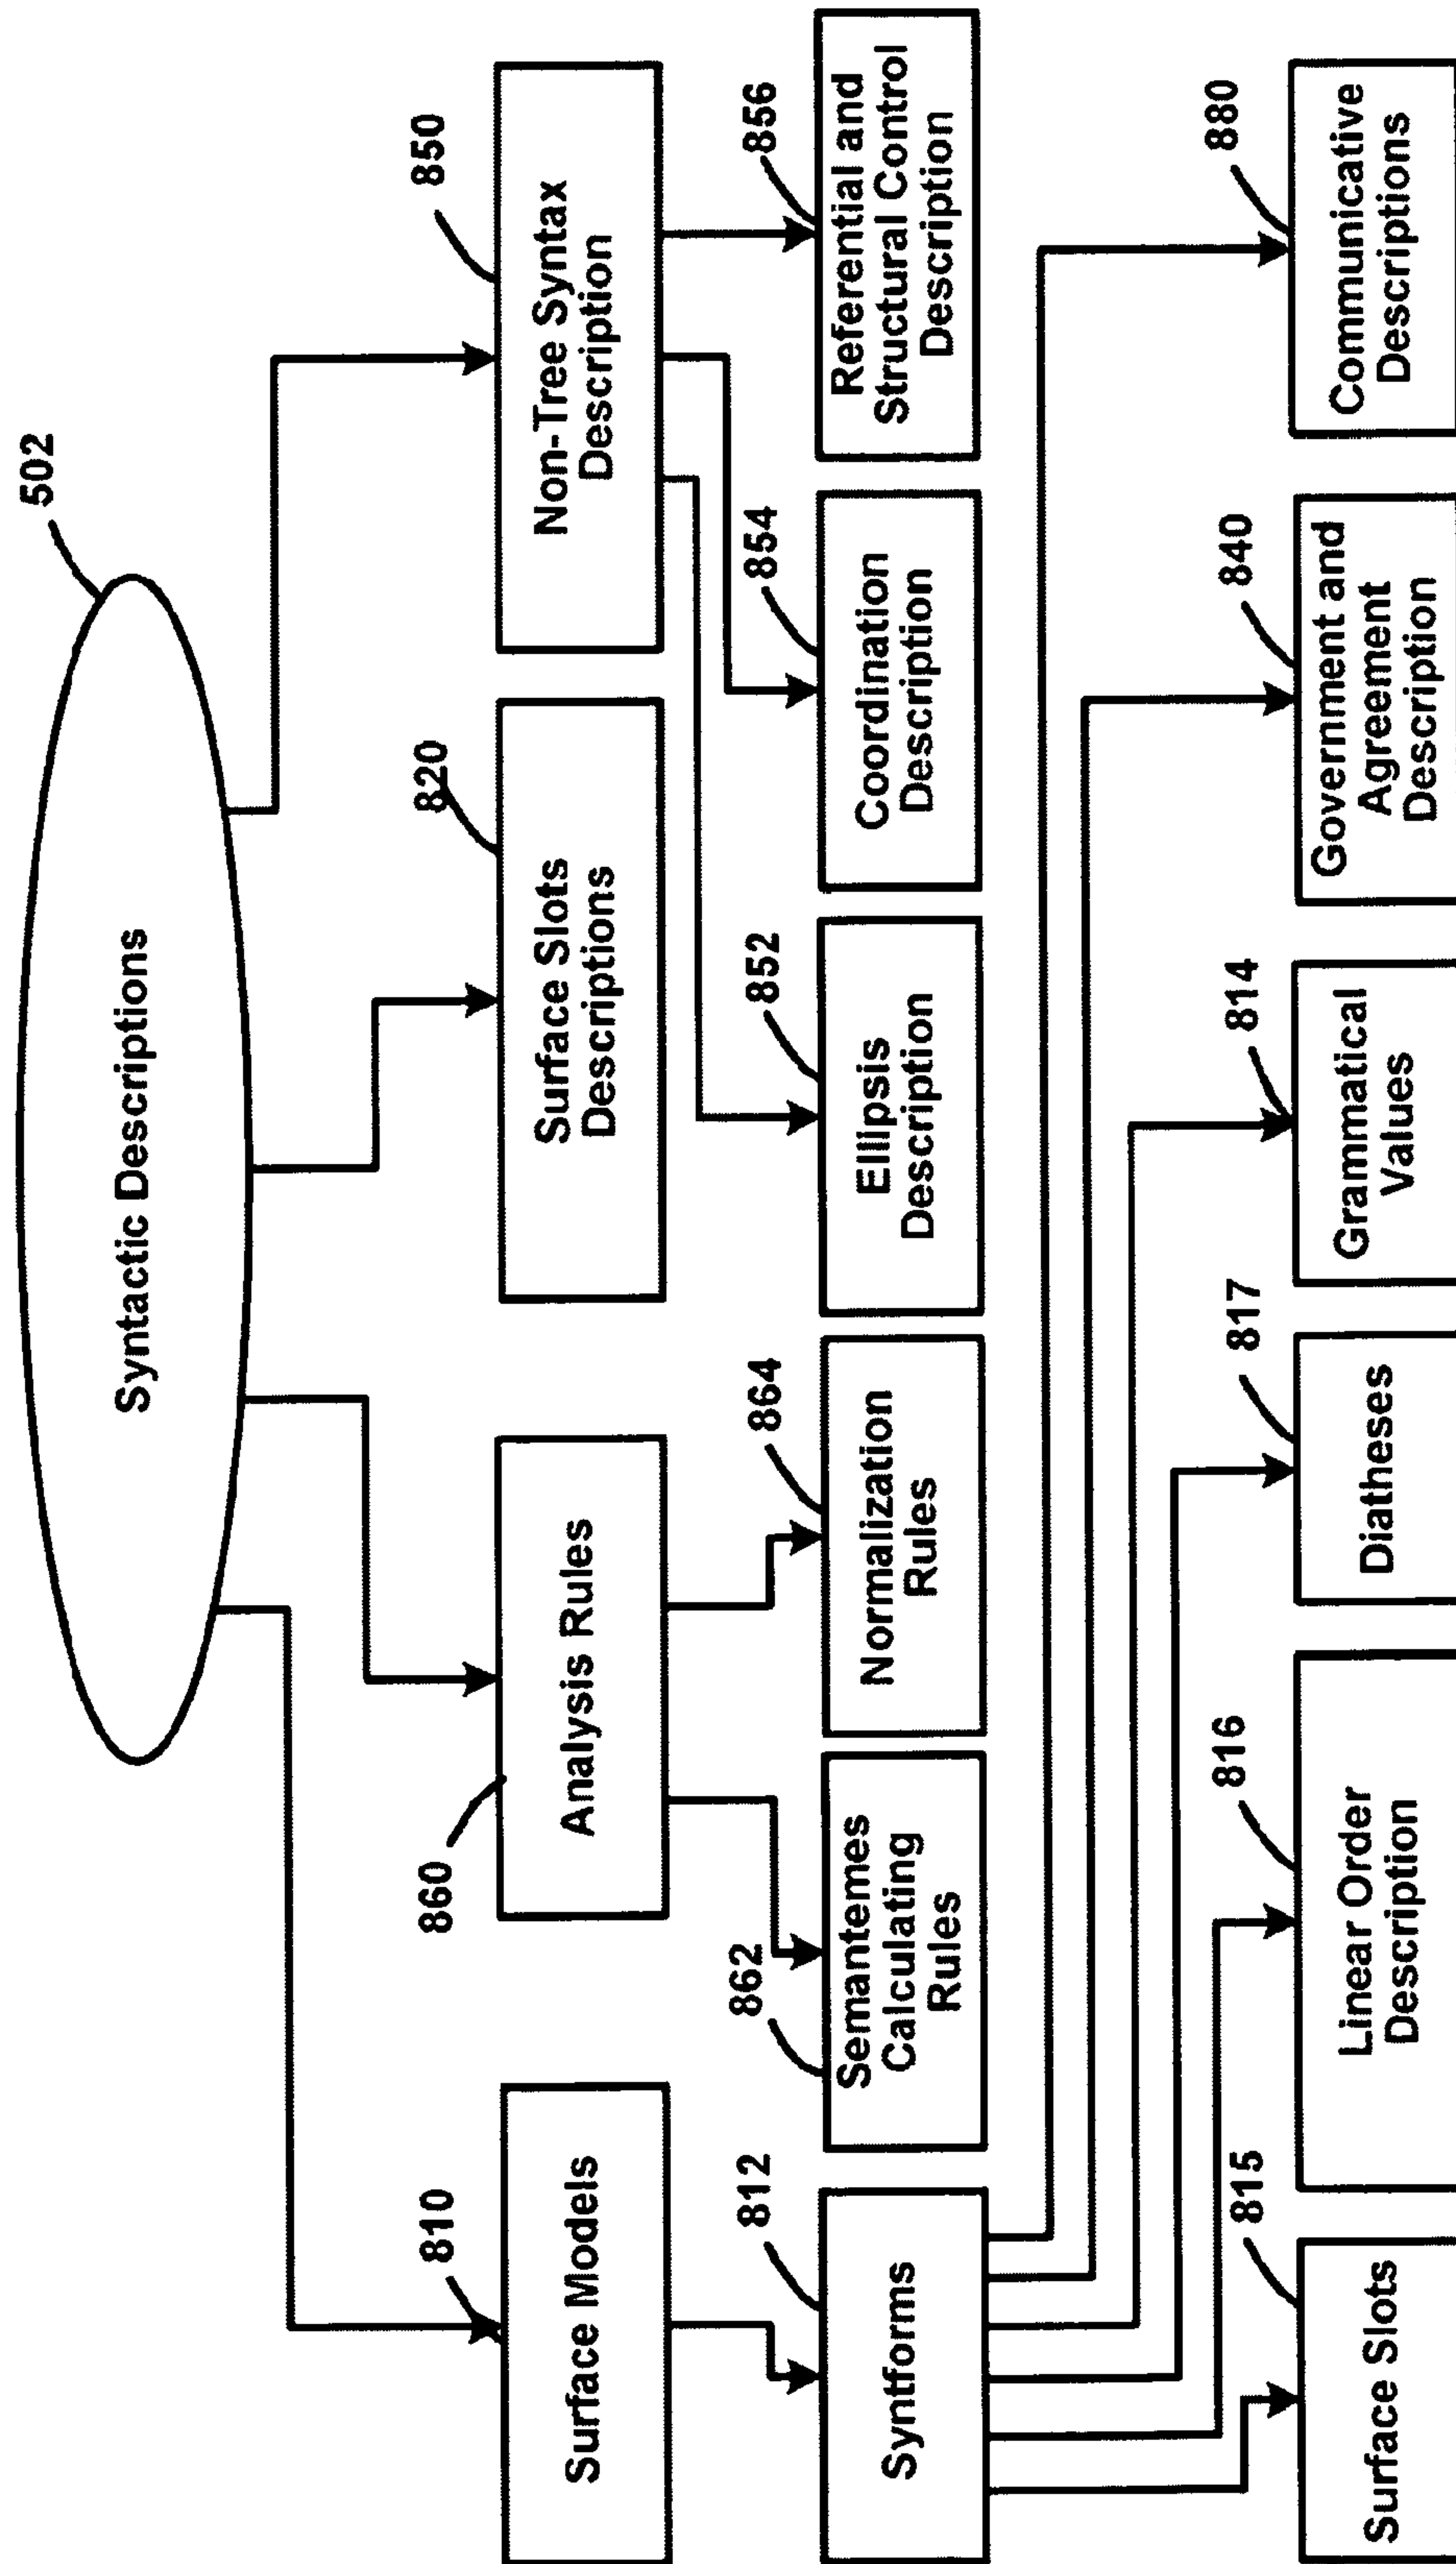 502
Syntactic Descriptions
810
860
820
850
Surface Models
Analysis Rules
Surface Slots
Descriptions
Non-Tree Syntax
Description
812
862
864
852
854
856
Syntforms
Semantemes
Calculating
Rules
Normalization
Rules
Ellipsis
Description
Coordination
Description
Referential and
Structural Control
Description
815
816
817
814
840
880
Surface Slots
Linear Order
Description
Diatheses
Grammatical
Values
Government and
Agreement
Description
Communicative
Descriptions